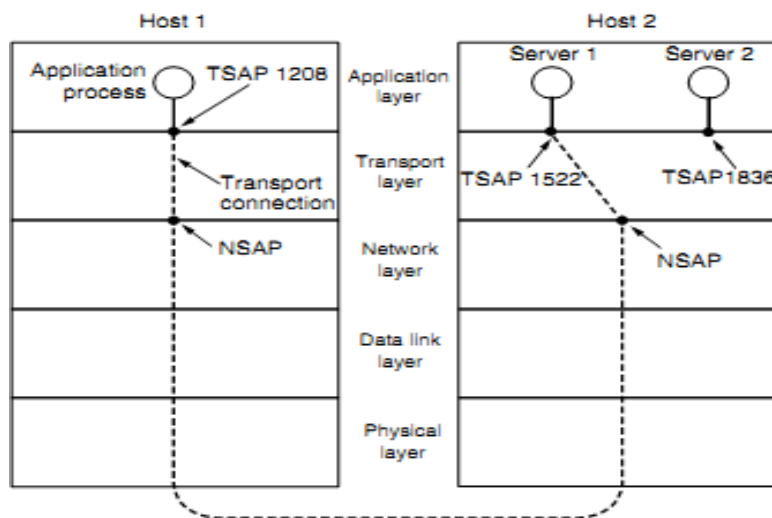 Host 1
Host 2
Application
process
TSAP 1208
Application
layer
Server 1
Server 2
Transport
connection
Transport
layer
TSAP 1522
TSAP1836
NSAP
Network
layer
NSAP
Data link
layer
Physical
layer